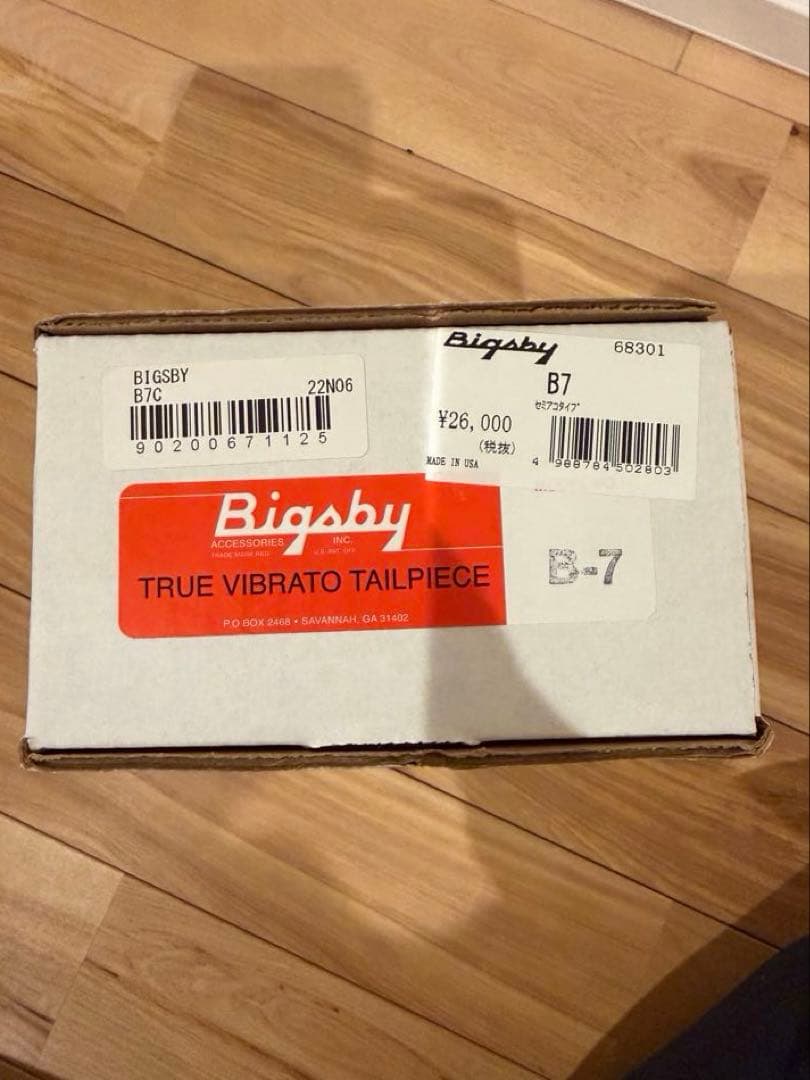 BIGSBY
B7C
22N06
90200671125
Bigsby
68301
B7
セミアコタイプ
¥26,000
(税抜)
MADE IN USA
4 988784 502803
Bigsby
ACCESSORIES INC.
TRADE MARK REG. U.S. PAT. OFF.
TRUE VIBRATO TAILPIECE
P.O BOX 2468 • SAVANNAH, GA 31402
B-7